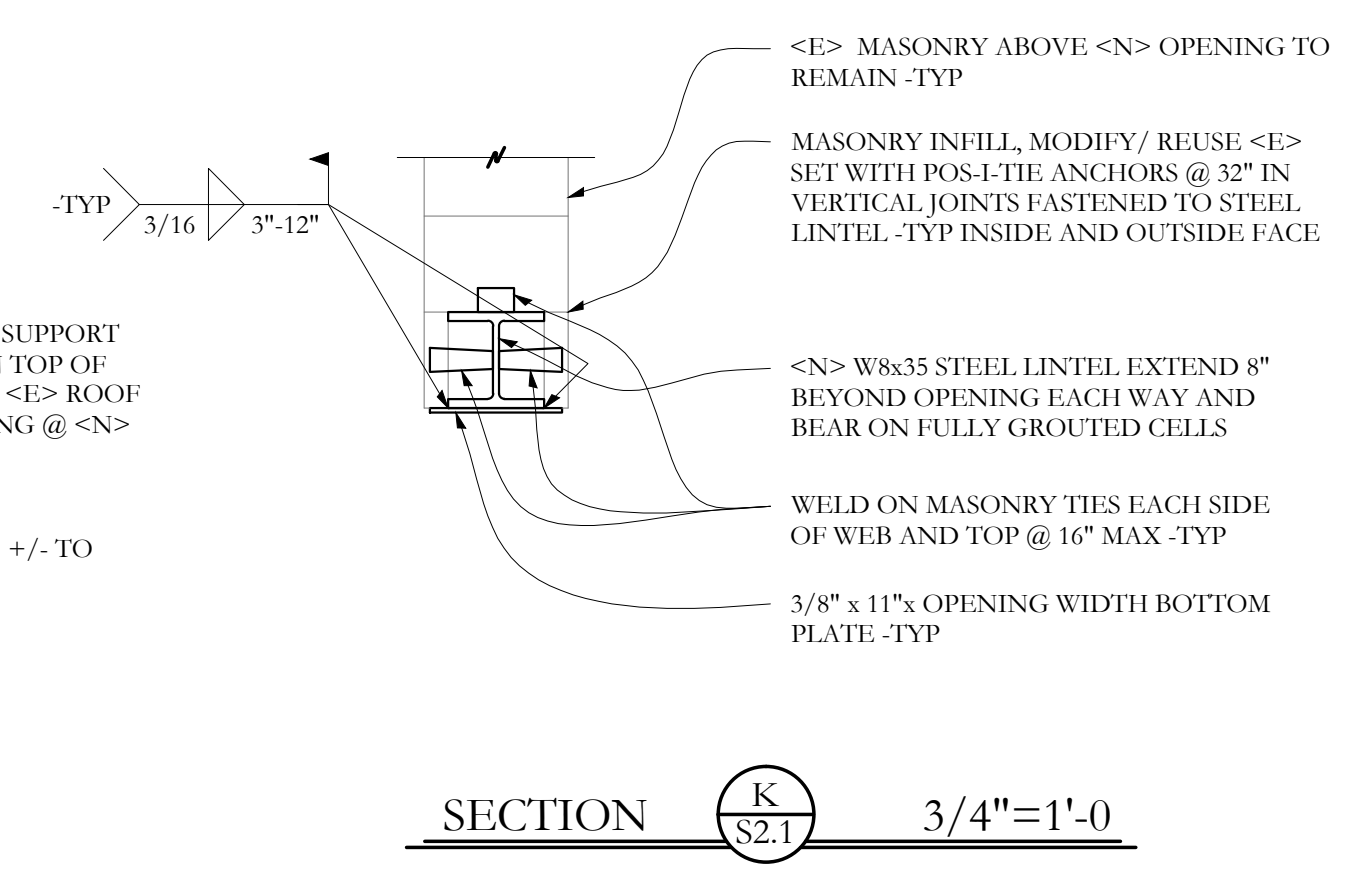 <E> MASONRY ABOVE <N> OPENING TO
REMAIN -TYP
MASONRY INFILL, MODIFY/ REUSE <E>
SET WITH POS-I-TIE ANCHORS @ 32" IN
VERTICAL JOINTS FASTENED TO STEEL
LINTEL -TYP INSIDE AND OUTSIDE FACE
-TYP
3/16
3"-12"
SUPPORT
TOP OF
<E> ROOF
@ <N>
<N> W8x35 STEEL LINTEL EXTEND 8"
BEYOND OPENING EACH WAY AND
BEAR ON FULLY GROUTED CELLS
WELD ON MASONRY TIES EACH SIDE
OF WEB AND TOP @ 16" MAX -TYP
+/- TO
3/8" x 11"x OPENING WIDTH BOTTOM
PLATE -TYP
SECTION
K
S2.1
3/4"=1'-0